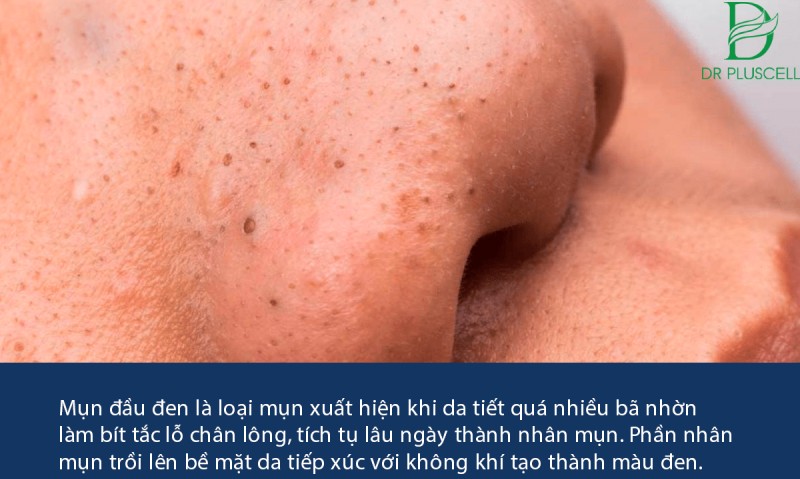 DR PLUSCELL
Mụn đầu đen là loại mụn xuất hiện khi da tiết quá nhiều bã nhờn
làm bít tắc lỗ chân lông, tích tụ lâu ngày thành nhân mụn. Phần nhân
mụn trồi lên bề mặt da tiếp xúc với không khí tạo thành màu đen.